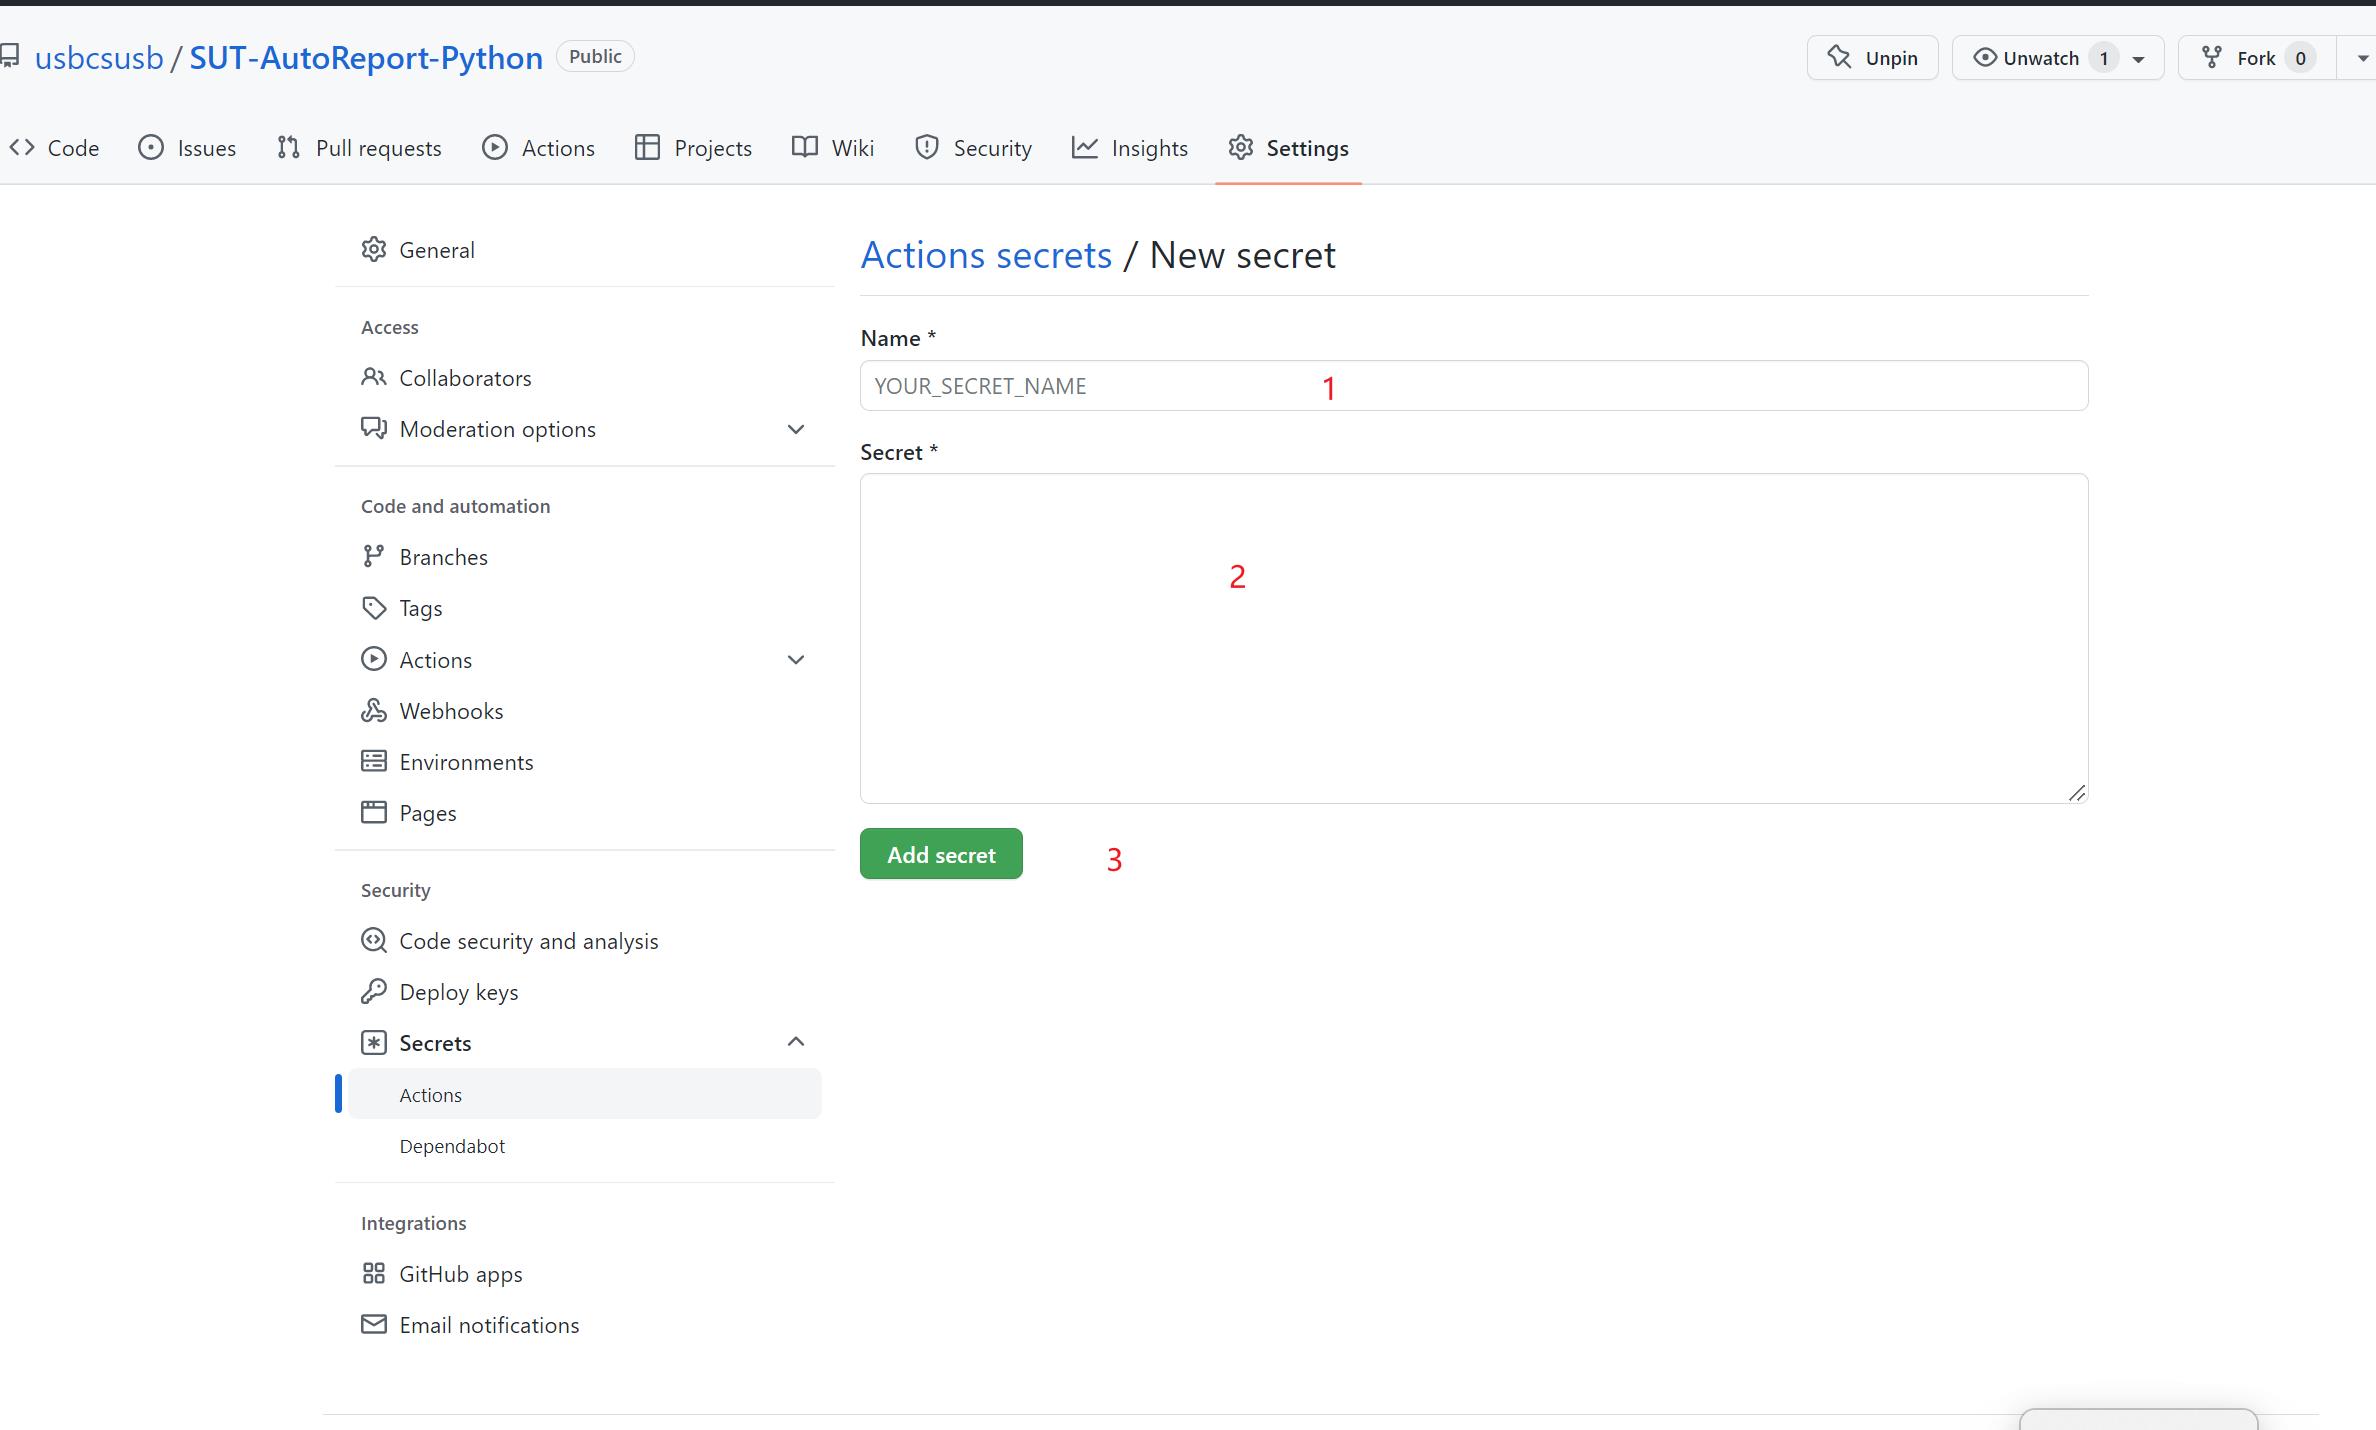 usbcsusb / SUT-AutoReport-Python Public Unpin Unwatch 1 Fork 0
Code Issues Pull requests Actions Projects Wiki Security Insights Settings
General
Access
Collaborators
Moderation options
Code and automation
Branches
Tags
Actions
Webhooks
Environments
Pages
Security
Code security and analysis
Deploy keys
Secrets
Actions
Dependabot
Integrations
GitHub apps
Email notifications
Actions secrets / New secret
Name *
YOUR_SECRET_NAME 1
Secret *
2
Add secret 3